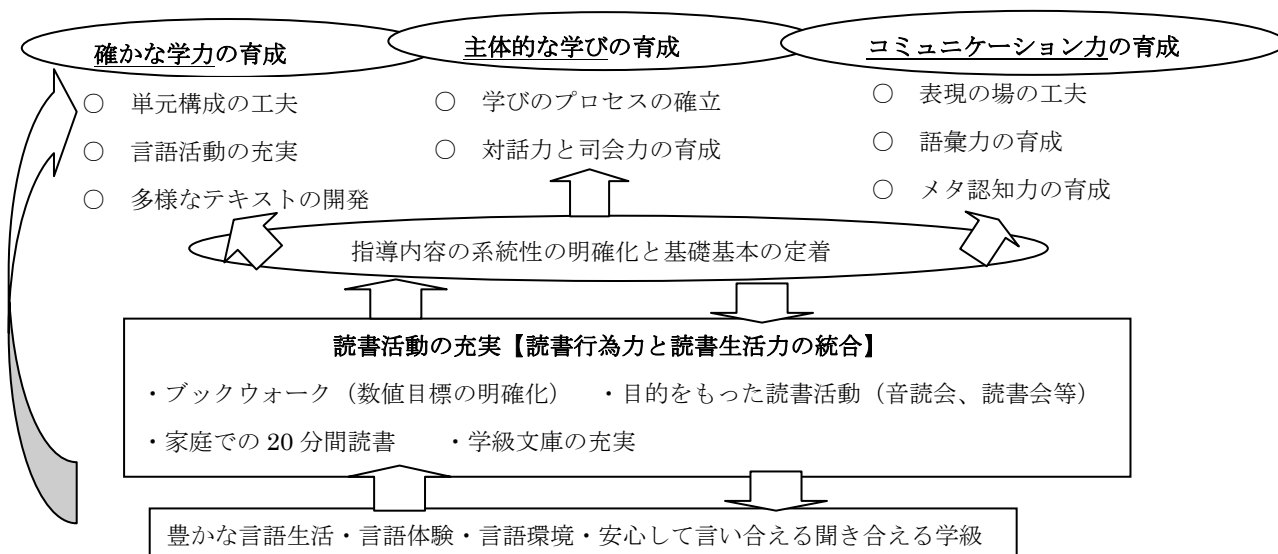 確かな学力の育成
○ 単元構成の工夫
○ 言語活動の充実
○ 多様なテキストの開発
主体的な学びの育成
○ 学びのプロセスの確立
○ 対話力と司会力の育成
コミュニケーション力の育成
○ 表現の場の工夫
○ 語彙力の育成
○ メタ認知力の育成
指導内容の系統性の明確化と基礎基本の定着
読書活動の充実【読書行為力と読書生活力の統合】
・ブックウォーク（数値目標の明確化） ・目的をもった読書活動（音読会、読書会等）
・家庭での 20 分間読書 ・学級文庫の充実
豊かな言語生活・言語体験・言語環境・安心して言い合える聞き合える学級